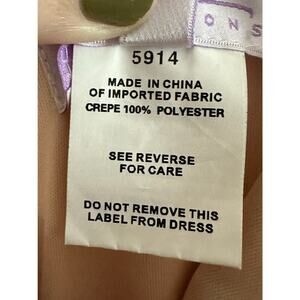 ONS
5914
MADE IN CHINA
OF IMPORTED FABRIC
CREPE 100% POLYESTER
SEE REVERSE
FOR CARE
DO NOT REMOVE THIS
LABEL FROM DRESS